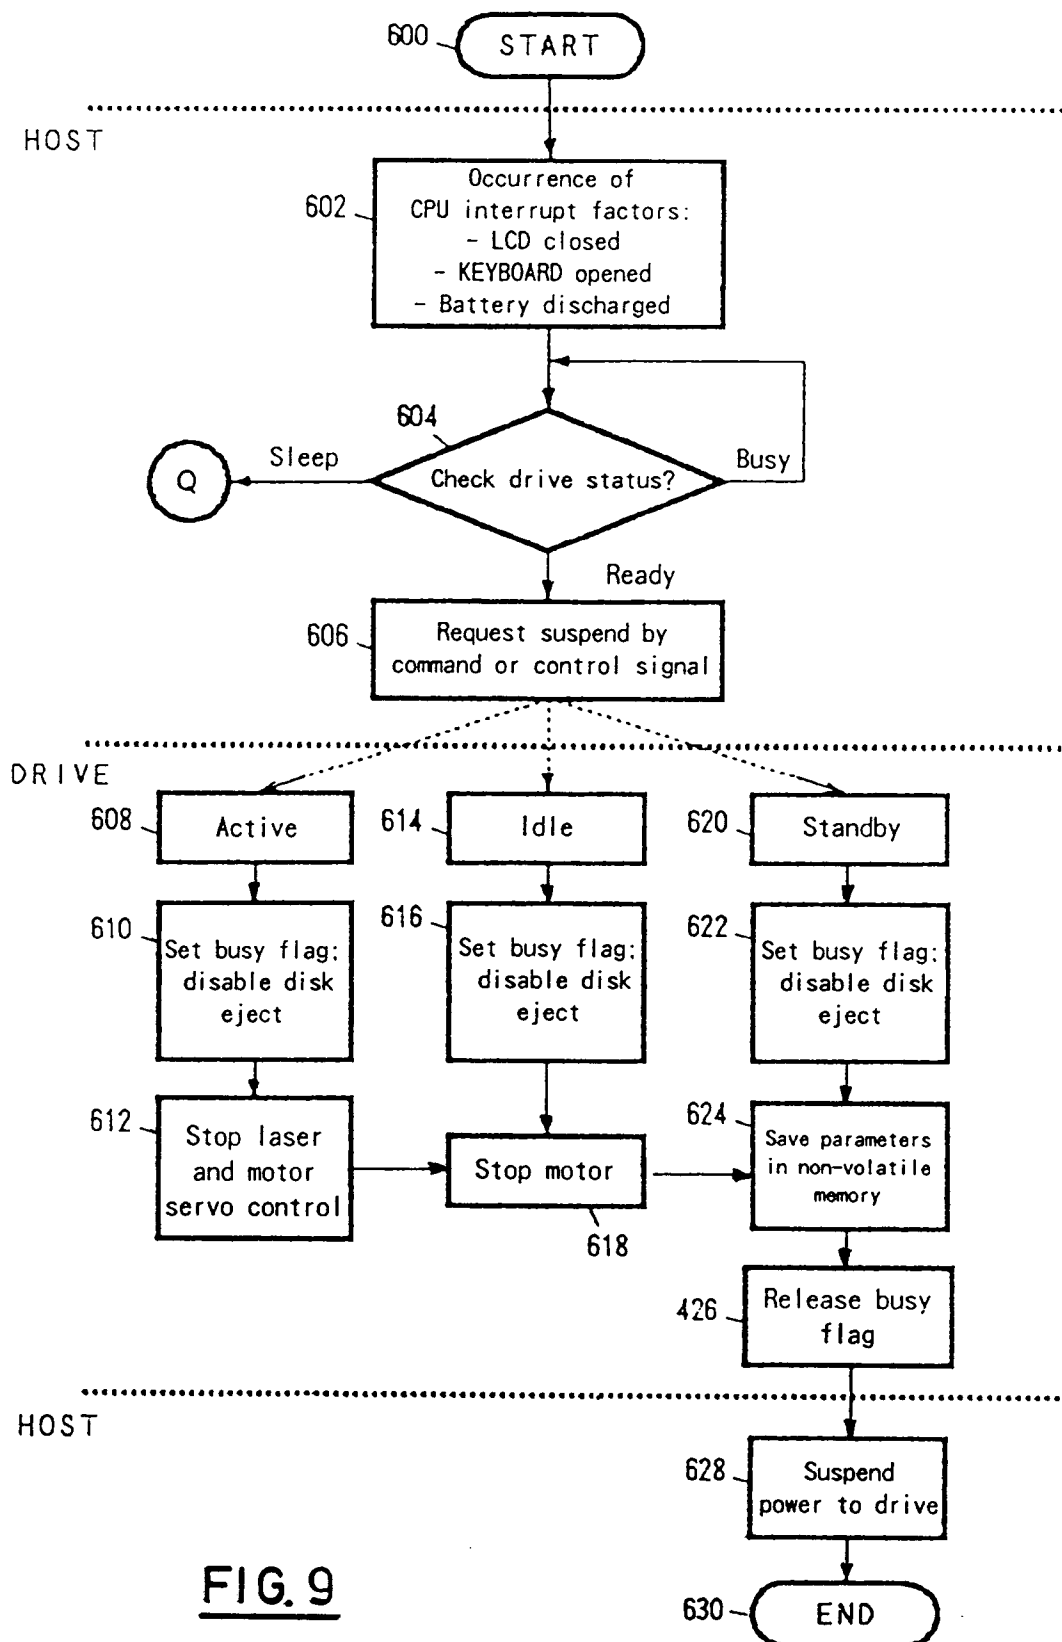 600
START
HOST
602
Occurrence of
CPU interrupt factors:
- LCD closed
- KEYBOARD opened
- Battery discharged
604
Sleep
Q
Check drive status?
Busy
Ready
606
Request suspend by
command or control signal
DRIVE
608
Active
614
Idle
620
Standby
610
Set busy flag;
disable disk
eject
616
Set busy flag;
disable disk
eject
622
Set busy flag;
disable disk
eject
612
Stop laser
and motor
servo control
Stop motor
618
624
Save parameters
in non-volatile
memory
426
Release busy
flag
HOST
628
Suspend
power to drive
630
END
FIG. 9